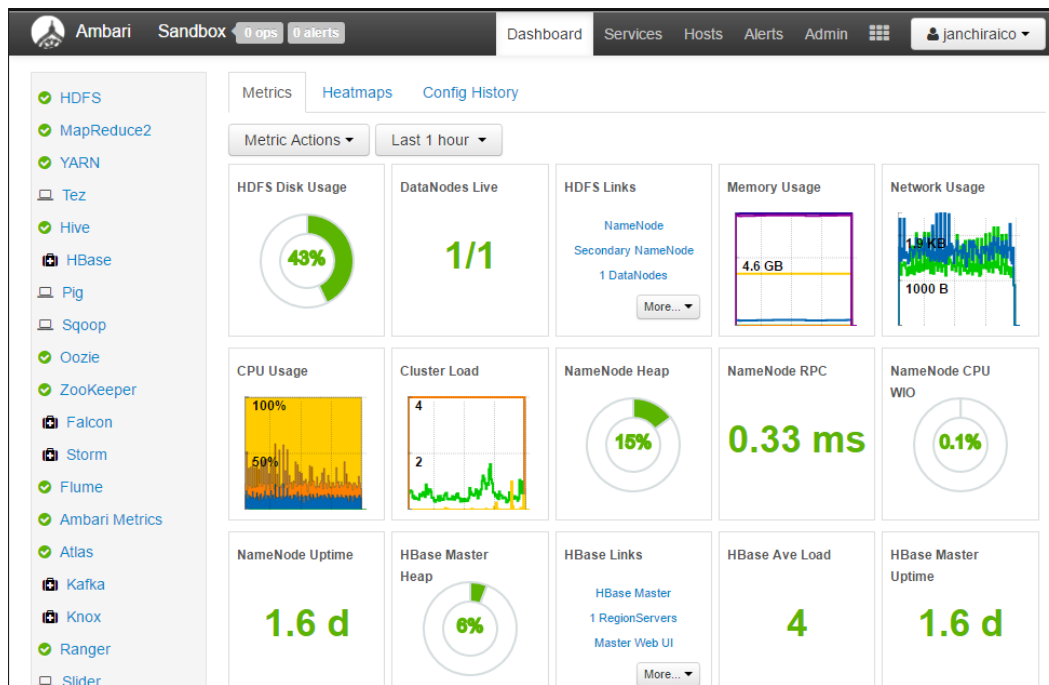 Ambari
Sandbox 0 ops 0 alerts
Dashboard Services Hosts Alerts Admin janchiraico
HDFS
MapReduce2
YARN
Tez
Hive
HBase
Pig
Sqoop
Oozie
ZooKeeper
Falcon
Storm
Flume
Ambari Metrics
Atlas
Kafka
Knox
Ranger
Slider
Metrics Heatmaps Config History
Metric Actions Last 1 hour
HDFS Disk Usage
43%
DataNodes Live
1/1
HDFS Links
NameNode
Secondary NameNode
1 DataNodes
More...
Memory Usage
4.6 GB
Network Usage
1.9 KB
1000 B
CPU Usage
100%
50%
Cluster Load
4
2
NameNode Heap
15%
NameNode RPC
0.33 ms
NameNode CPU
WIO
0.1%
NameNode Uptime
1.6 d
HBase Master
Heap
6%
HBase Links
HBase Master
1 RegionServers
Master Web UI
More...
HBase Ave Load
4
HBase Master
Uptime
1.6 d